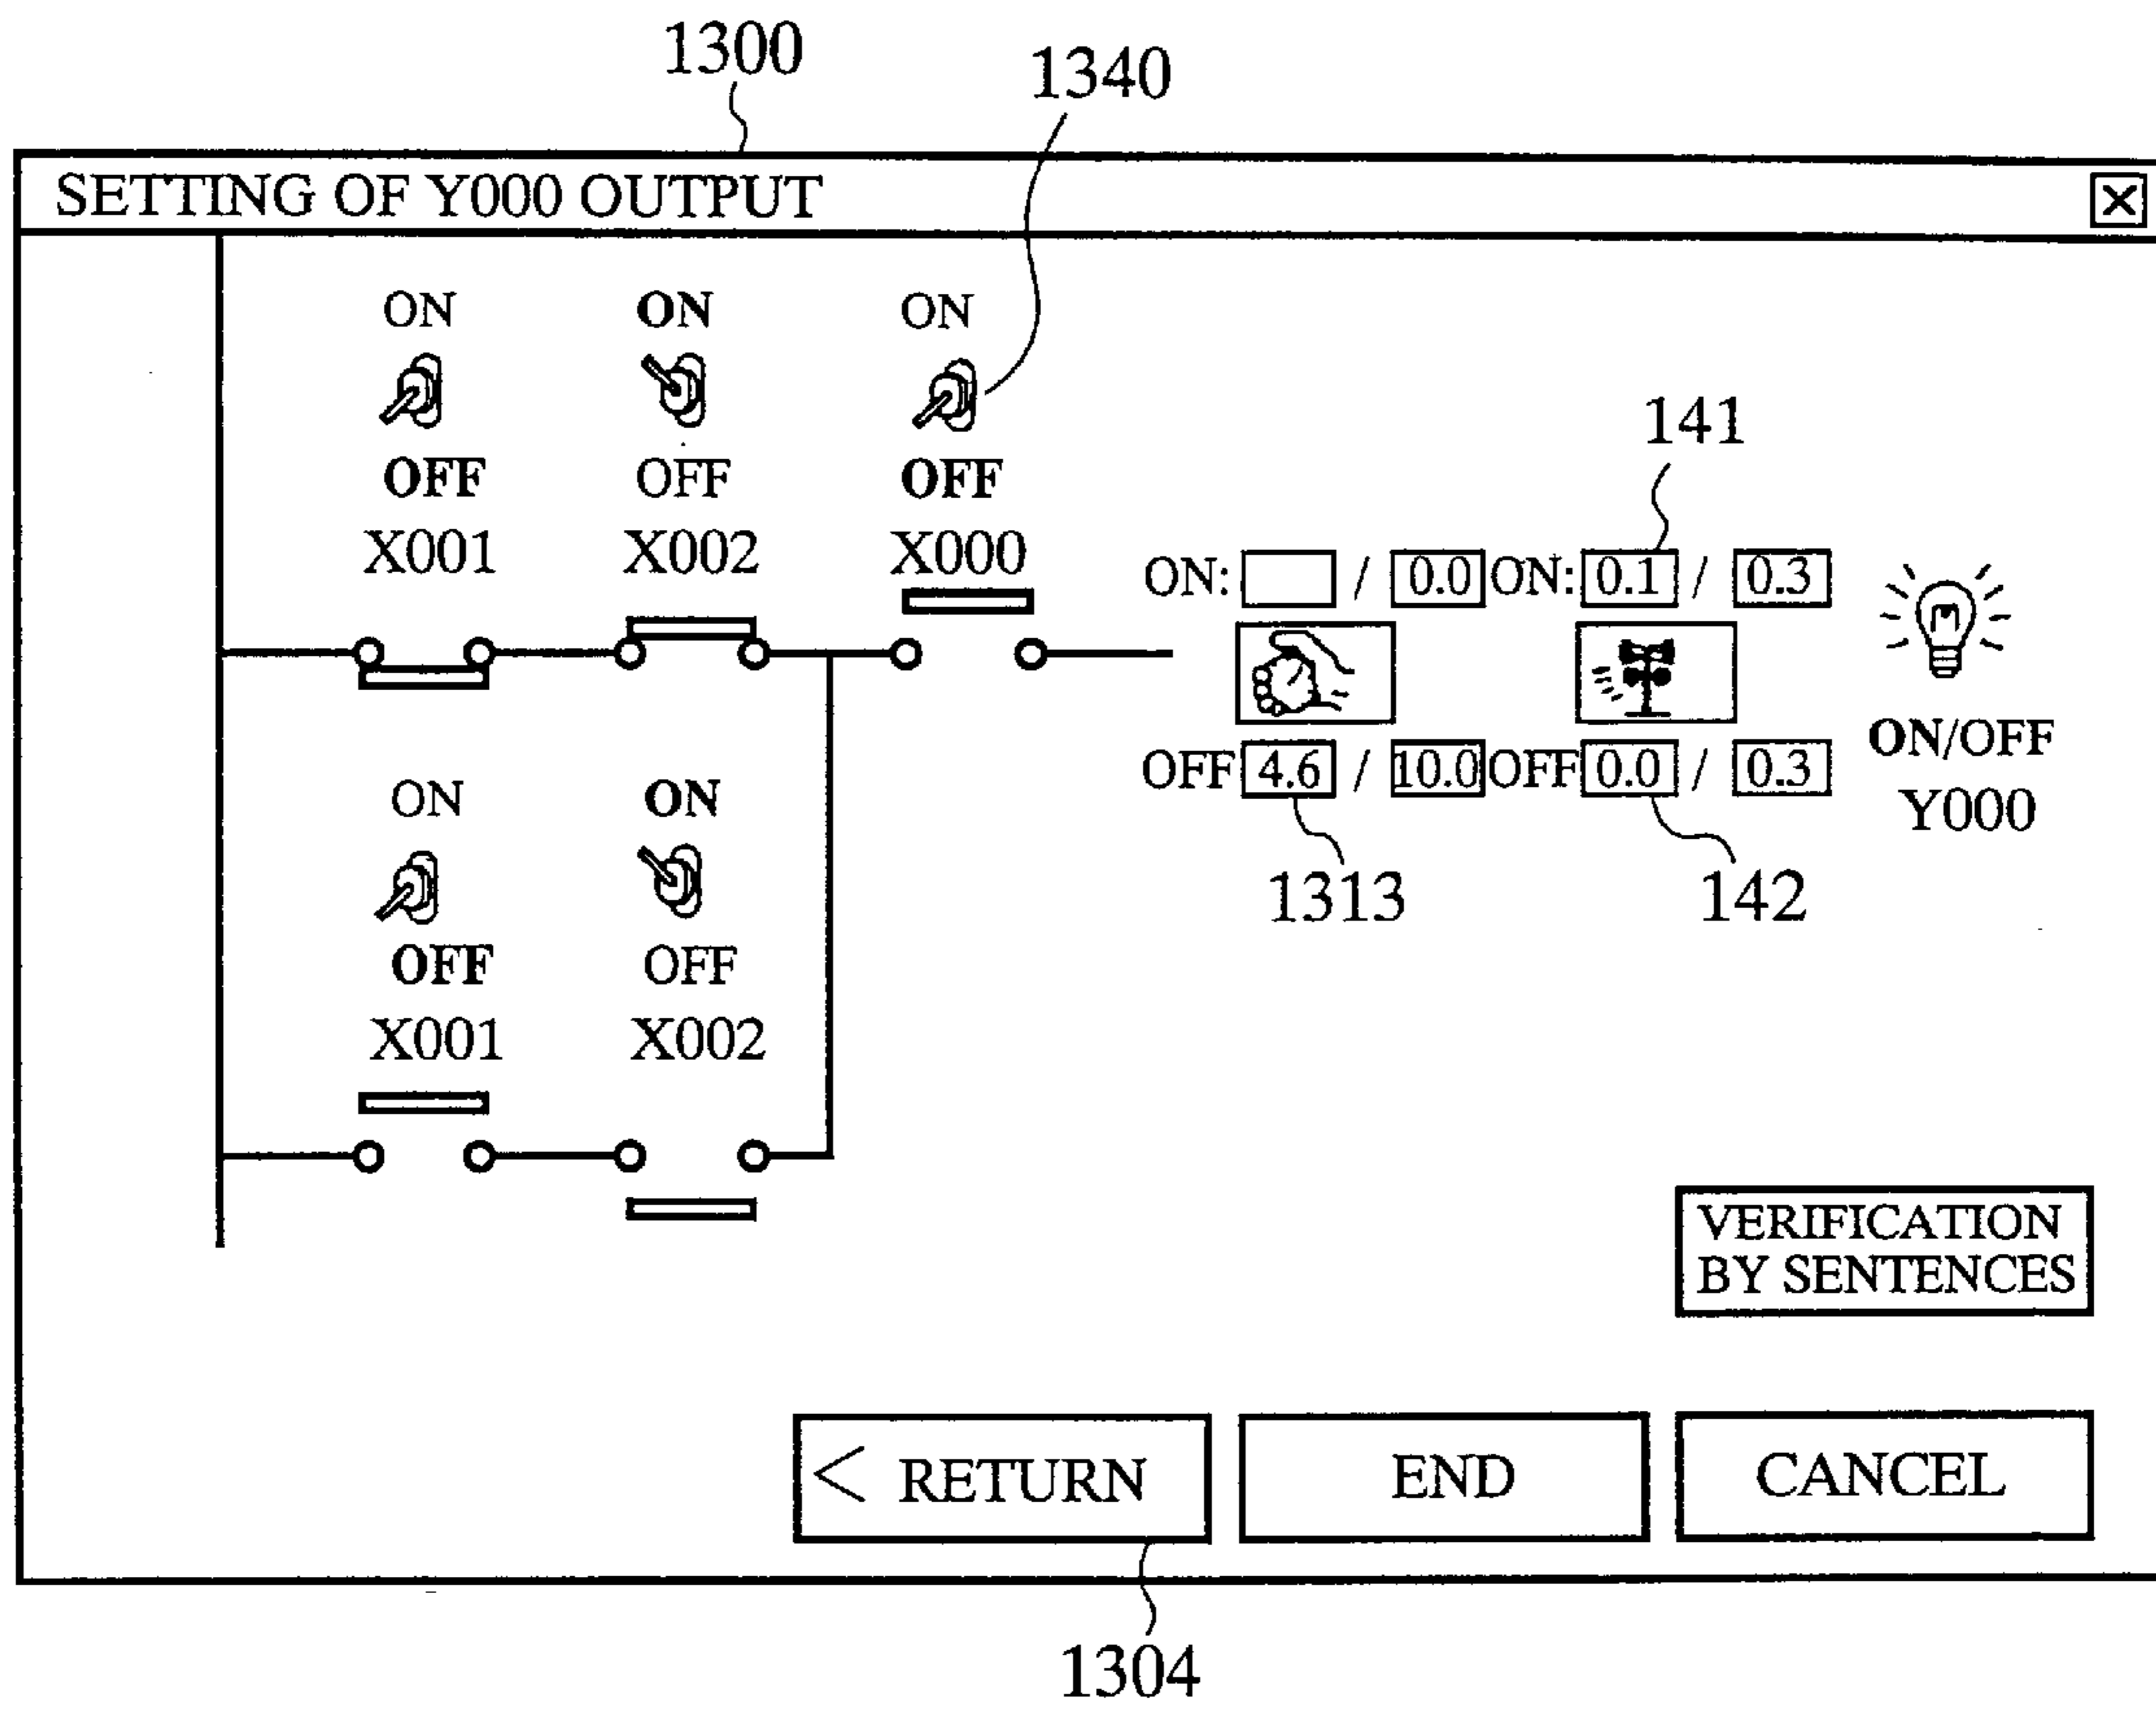 1300
1340
SETTING OF Y000 OUTPUT
ON ON ON
OFF OFF OFF
X001 X002 X000
141
ON: / 0.0 ON: 0.1 / 0.3
OFF 4.6 / 10.0 OFF 0.0 / 0.3
ON/OFF
Y000
1313
142
ON ON
OFF OFF
X001 X002
VERIFICATION
BY SENTENCES
< RETURN
END
CANCEL
1304